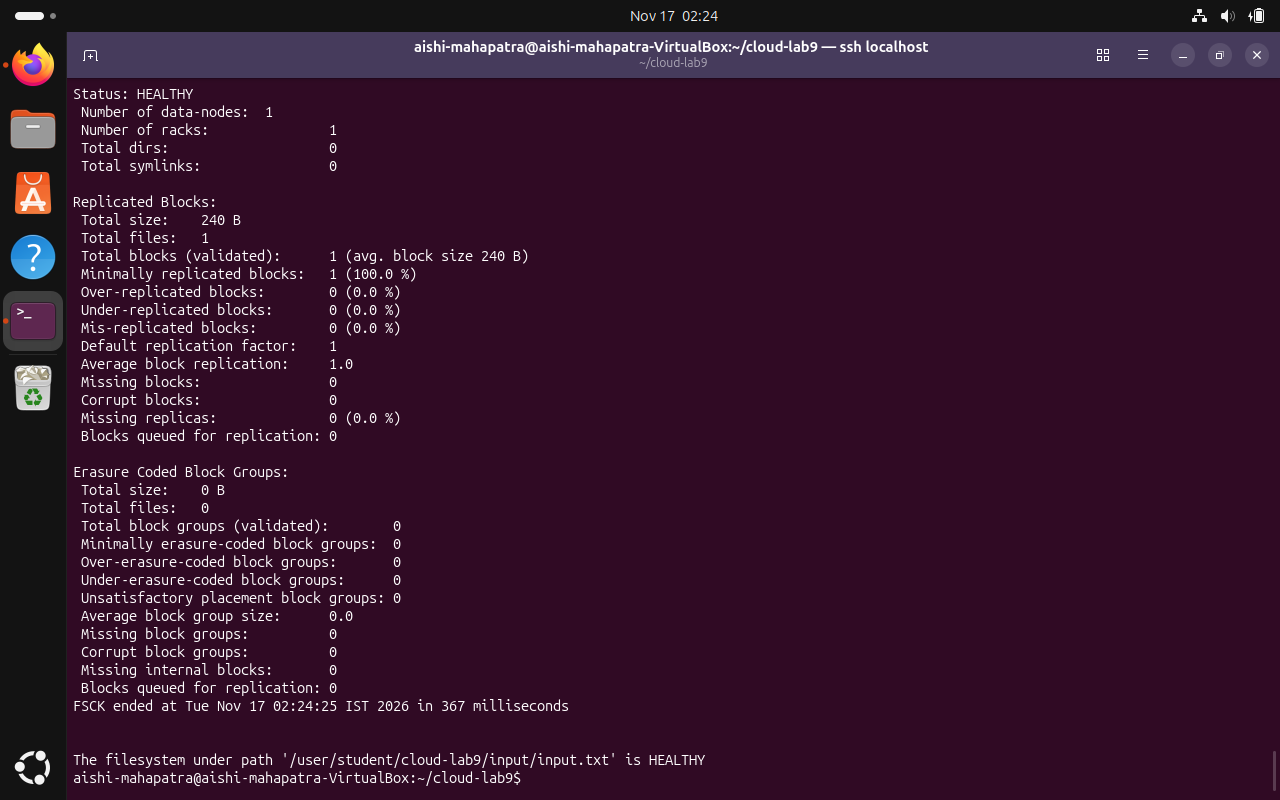 Nov 17 02:24
aishi-mahapatra@aishi-mahapatra-VirtualBox:~/cloud-lab9 — ssh localhost
~/cloud-lab9
Status: HEALTHY
Number of data-nodes: 1
Number of racks: 1
Total dirs: 0
Total symlinks: 0
Replicated Blocks:
Total size: 240 B
Total files: 1
Total blocks (validated): 1 (avg. block size 240 B)
Minimally replicated blocks: 1 (100.0 %)
Over-replicated blocks: 0 (0.0 %)
Under-replicated blocks: 0 (0.0 %)
Mis-replicated blocks: 0 (0.0 %)
Default replication factor: 1
Average block replication: 1.0
Missing blocks: 0
Corrupt blocks: 0
Missing replicas: 0 (0.0 %)
Blocks queued for replication: 0
Erasure Coded Block Groups:
Total size: 0 B
Total files: 0
Total block groups (validated): 0
Minimally erasure-coded block groups: 0
Over-erasure-coded block groups: 0
Under-erasure-coded block groups: 0
Unsatisfactory placement block groups: 0
Average block group size: 0.0
Missing block groups: 0
Corrupt block groups: 0
Missing internal blocks: 0
Blocks queued for replication: 0
FSCK ended at Tue Nov 17 02:24:25 IST 2026 in 367 milliseconds
The filesystem under path '/user/student/cloud-lab9/input/input.txt' is HEALTHY
aishi-mahapatra@aishi-mahapatra-VirtualBox:~/cloud-lab9$